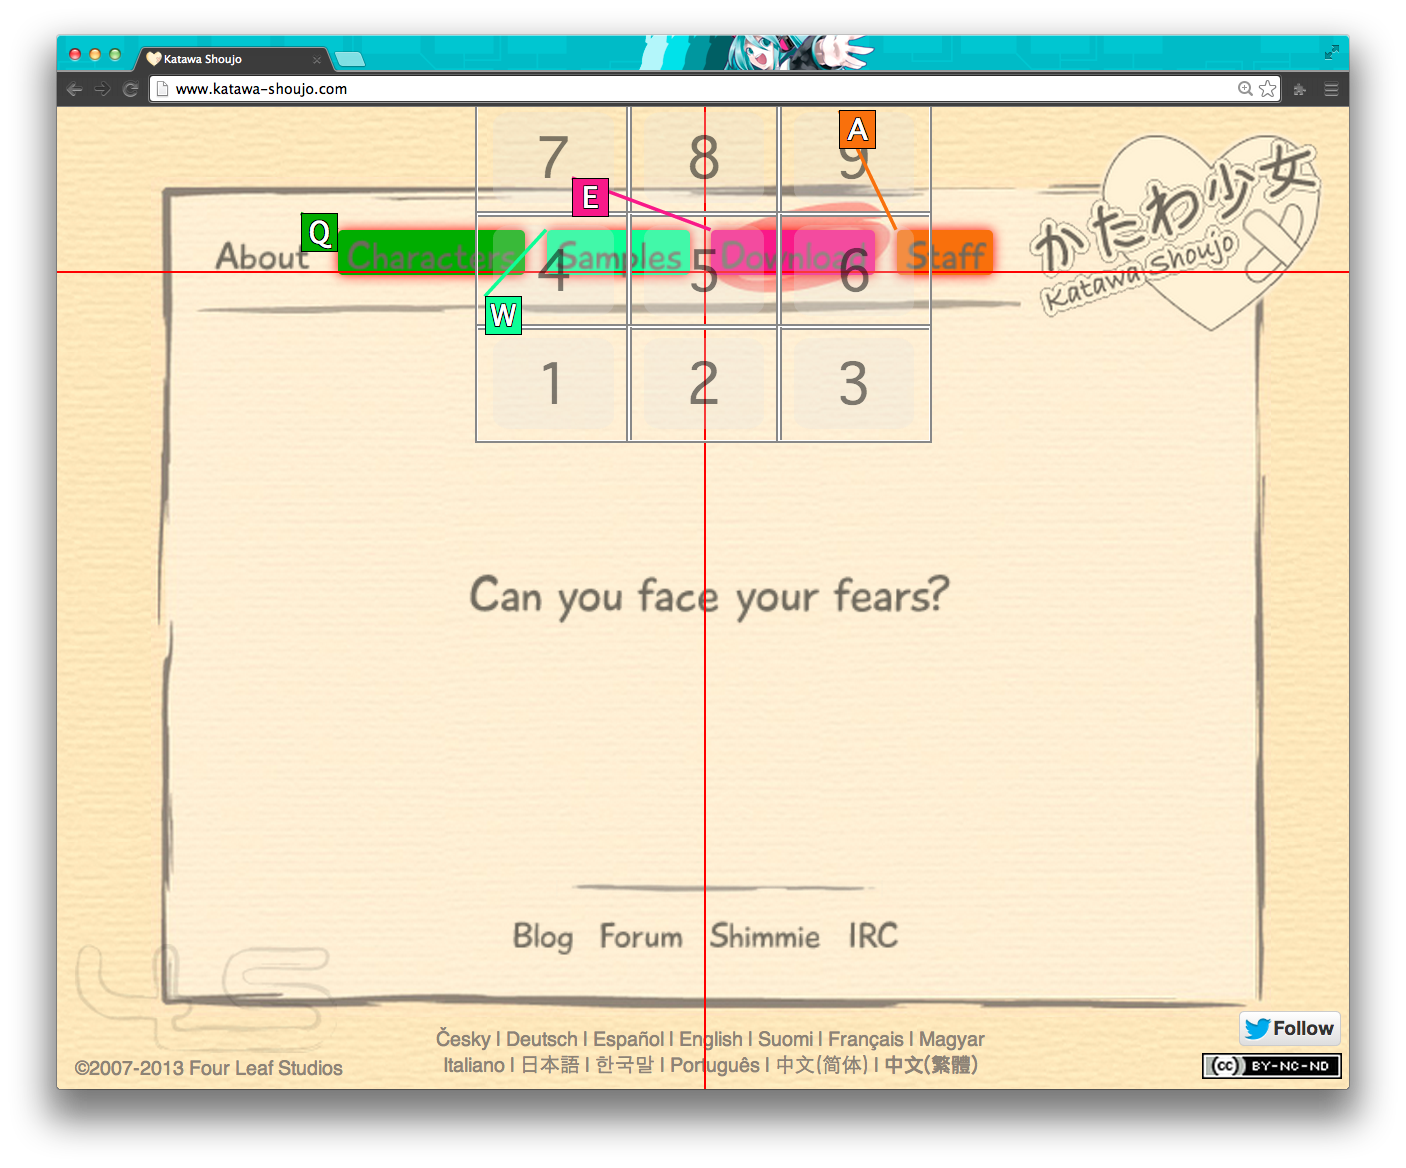 Katawa Shoujo
www.katawa-shoujo.com
7 8 9
A
E
Q
About Characters Samples Download Staff
4 5 6
W
かたわ少女
Katawa Shoujo
1 2 3
Can you face your fears?
Blog Forum Shimmie IRC
4LS
Česky | Deutsch | Español | English | Suomi | Français | Magyar
Italiano | 日本語 | 한국말 | Português | 中文(简体) | 中文(繁體)
©2007-2013 Four Leaf Studios
Follow
cc BY-NC-ND